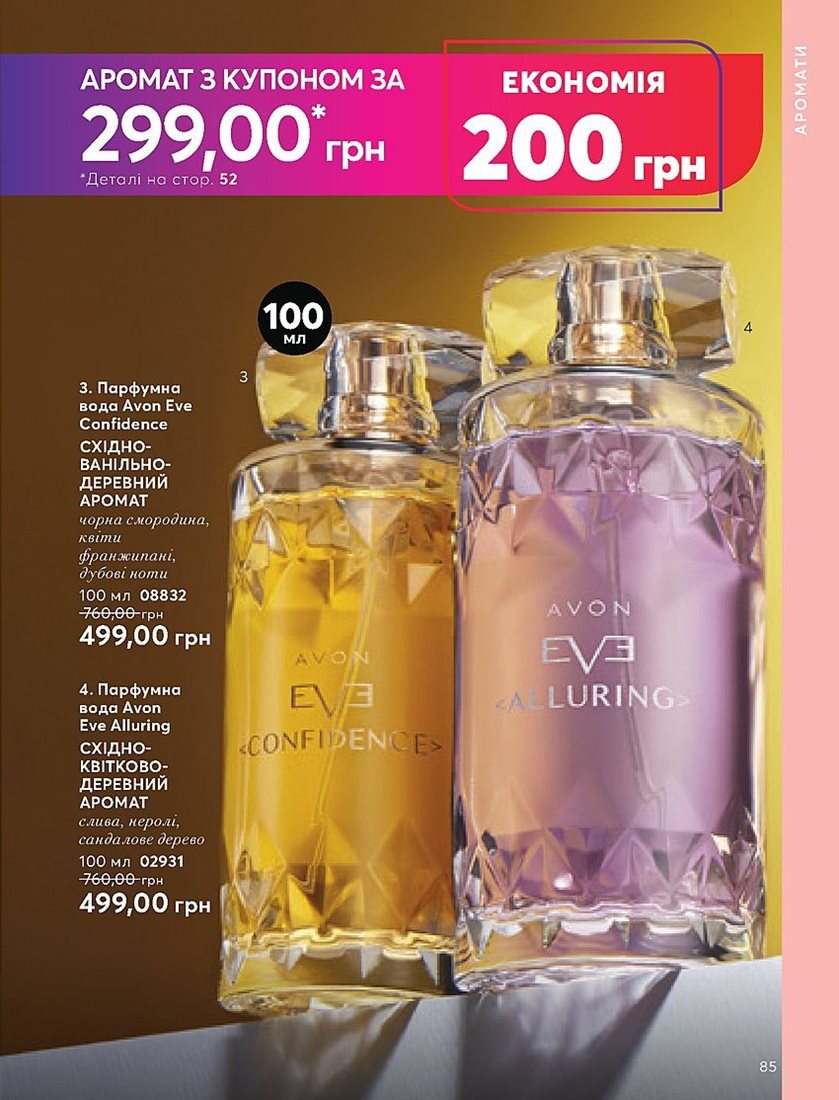 АРОМАТ З КУПОНОМ ЗА
299,00* грн
*Деталі на стор. 52
ЕКОНОМІЯ
200 грн
АРОМАТИ
100
МЛ
3
4
3. Парфумна
вода Avon Eve
Confidence
СХІДНО-
ВАНІЛЬНО-
ДЕРЕВНИЙ
АРОМАТ
чорна смородина,
квіти
франжипані,
дубові ноти
100 мл 08832
760,00 грн
499,00 грн
4. Парфумна
вода Avon
Eve Alluring
СХІДНО-
КВІТКОВО-
ДЕРЕВНИЙ
АРОМАТ
слива, неролі,
сандалове дерево
100 мл 02931
760,00 грн
499,00 грн
AVON
EVE
<CONFIDENCE>
AVON
EVE
<ALLURING>
85